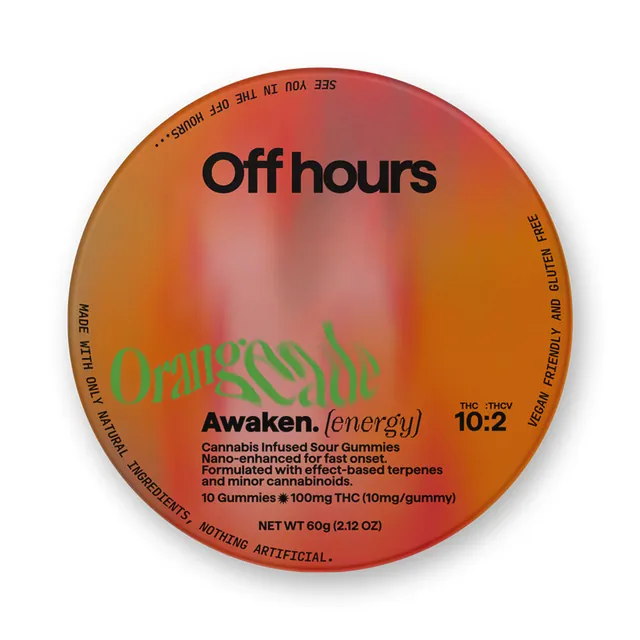 SEE YOU IN THE OFF HOURS...
Off hours
VEGAN FRIENDLY AND GLUTEN FREE
Orangeade
Awaken. (energy)
THC :THCV
10:2
Cannabis Infused Sour Gummies
Nano-enhanced for fast onset.
Formulated with effect-based terpenes
and minor cannabinoids.
10 Gummies✹100mg THC (10mg/gummy)
NET WT 60g (2.12 OZ)
MADE WITH ONLY NATURAL INGREDIENTS, NOTHING ARTIFICIAL.